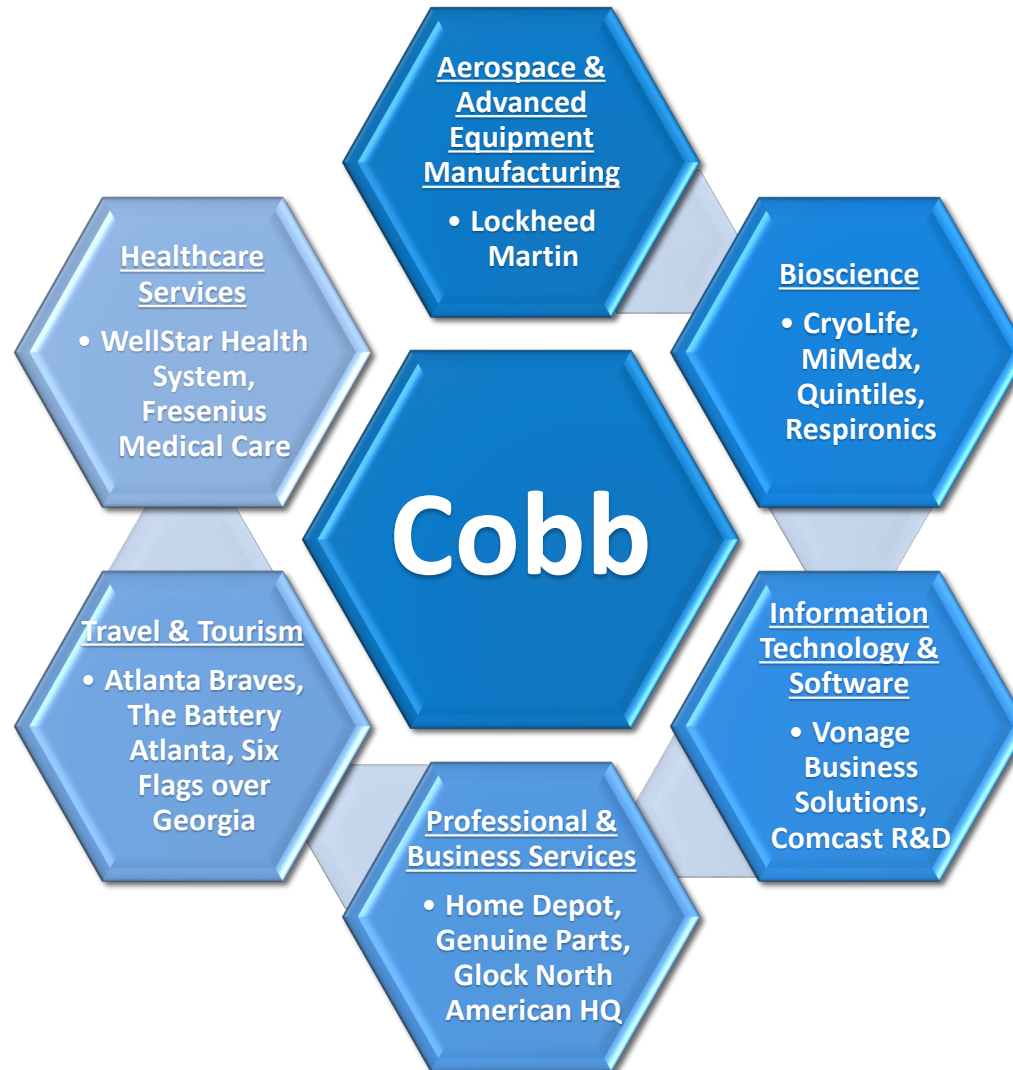 Aerospace &
Advanced
Equipment
Manufacturing
• Lockheed
Martin
Bioscience
• CryoLife,
MiMedx,
Quintiles,
Respironics
Information
Technology &
Software
• Vonage
Business
Solutions,
Comcast R&D
Professional &
Business Services
• Home Depot,
Genuine Parts,
Glock North
American HQ
Travel & Tourism
• Atlanta Braves,
The Battery
Atlanta, Six
Flags over
Georgia
Healthcare
Services
• WellStar Health
System,
Fresenius
Medical Care
Cobb